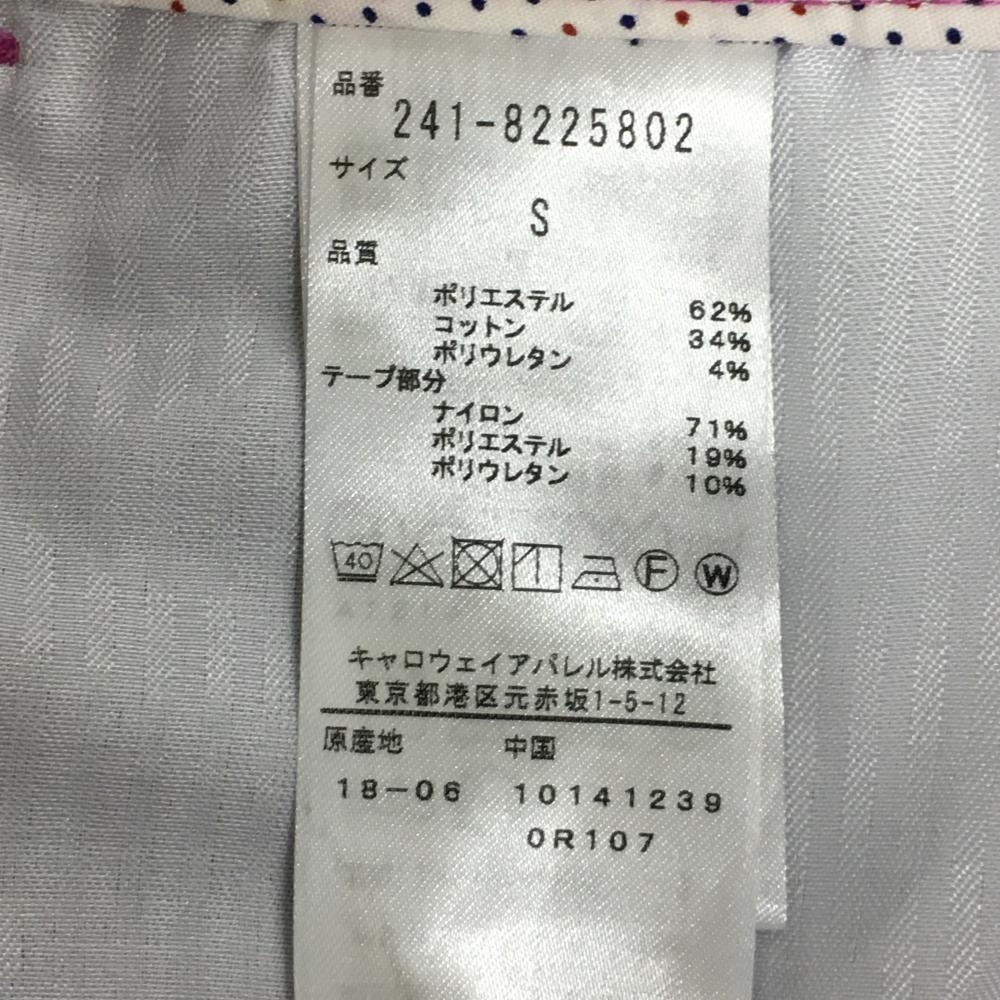 品番
241-8225802
サイズ
S
品質
ポリエステル 62%
コットン 34%
ポリウレタン 4%
テープ部分
ナイロン 71%
ポリエステル 19%
ポリウレタン 10%
40 F W
キャロウェイアパレル株式会社
東京都港区元赤坂1-5-12
原産地 中国
18-06 10141239
0R107